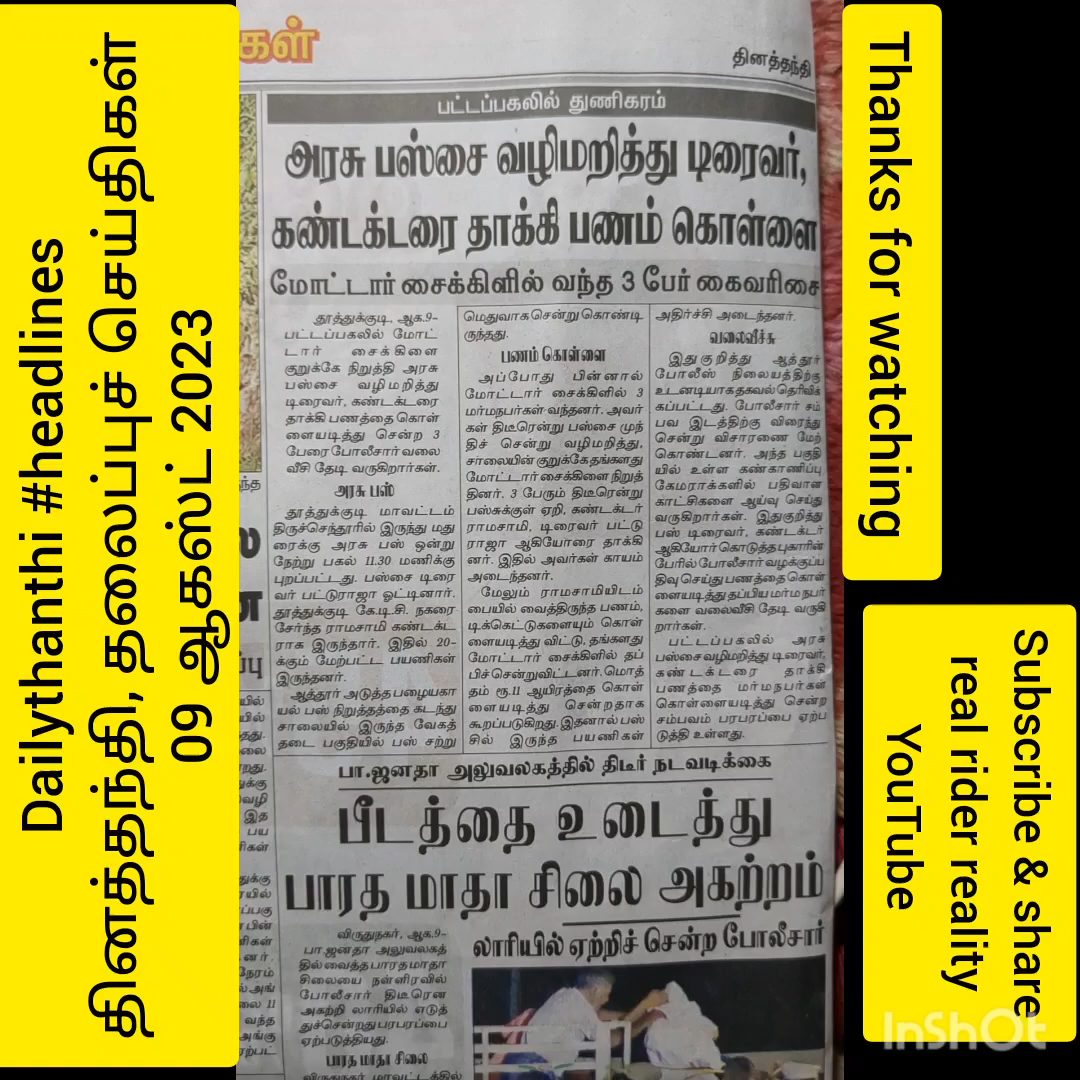 Dailythanthi #headlines
தினத்தந்தி, தலைப்புச் செய்திகள்
09 ஆகஸ்ட் 2023
கள்
தினத்தந்தி
பட்டப்பகலில் துணிகரம்
அரசு பஸ்சை வழிமறித்து டிரைவர்,
கண்டக்டரை தாக்கி பணம் கொள்ளை
மோட்டார் சைக்கிளில் வந்த 3 பேர் கைவரிசை
தூத்துக்குடி, ஆக.9-
பட்டப்பகலில் மோட்
டார் சைக்கிளை
குறுக்கே நிறுத்தி அரசு
பஸ்சை வழிமறித்து
டிரைவர், கண்டக்டரை
தாக்கி பணத்தை கொள்
ளையடித்து சென்ற 3
பேரை போலீசார் வலை
வீசி தேடி வருகிறார்கள்.
அரசு பஸ்
தூத்துக்குடி மாவட்டம்
திருச்செந்தூரில் இருந்து மது
ரைக்கு அரசு பஸ் ஒன்று
நேற்று பகல் 11.30 மணிக்கு
புறப்பட்டது. பஸ்சை டிரை
வர் பட்டுராஜா ஓட்டினார்.
தூத்துக்குடி கே.டி.சி. நகரை
சேர்ந்த ராமசாமி கண்டக்ட
ராக இருந்தார். இதில் 20-
க்கும் மேற்பட்ட பயணிகள்
இருந்தனர்.
ஆத்தூர் அடுத்த பழையகா
யல் பஸ் நிறுத்தத்தை கடந்து
சாலையில் இருந்த வேகத்
தடை பகுதியில் பஸ் சற்று
மெதுவாக சென்று கொண்டி
ருந்தது.
பணம் கொள்ளை
அப்போது பின்னால்
மோட்டார் சைக்கிளில் 3
மர்மநபர்கள் வந்தனர். அவர்
கள் திடீரென்று பஸ்சை முந்
திச் சென்று வழிமறித்து,
சாலையின் குறுக்கே தங்களது
மோட்டார் சைக்கிளை நிறுத்
தினர். 3 பேரும் திடீரென்று
பஸ்சுக்குள் ஏறி, கண்டக்டர்
ராமசாமி, டிரைவர் பட்டு
ராஜா ஆகியோரை தாக்கி
னர். இதில் அவர்கள் காயம்
அடைந்தனர்.
மேலும் ராமசாமியிடம்
பையில் வைத்திருந்த பணம்,
டிக்கெட்டுகளையும் கொள்
ளையடித்து விட்டு, தங்களது
மோட்டார் சைக்கிளில் தப்
பிச்சென்றுவிட்டனர். மொத்
தம் ரூ.11 ஆயிரத்தை கொள்
ளையடித்து சென்றதாக
கூறப்படுகிறது. இதனால் பஸ்
சில் இருந்த பயணிகள்
அதிர்ச்சி அடைந்தனர்.
வலைவீச்சு
இதுகுறித்து ஆத்தூர்
போலீஸ் நிலையத்திற்கு
உடனடியாக தகவல் தெரிவிக்
கப்பட்டது. போலீசார் சம்
பவ இடத்திற்கு விரைந்து
சென்று விசாரணை மேற்
கொண்டனர். அந்த பகுதி
யில் உள்ள கண்காணிப்பு
கேமராக்களில் பதிவான
காட்சிகளை ஆய்வு செய்து
வருகிறார்கள். இதுகுறித்து
பஸ் டிரைவர், கண்டக்டர்
ஆகியோர் கொடுத்த புகாரின்
பேரில் போலீசார் வழக்குப்ப
திவு செய்து பணத்தை கொள்
ளையடித்து தப்பிய மர்மநபர்
களை வலைவீசி தேடி வருகி
றார்கள்.
பட்டப்பகலில் அரசு
பஸ்சை வழிமறித்து டிரைவர்,
கண்டக்டரை தாக்கி
பணத்தை மர்மநபர்கள்
கொள்ளையடித்து சென்ற
சம்பவம் பரபரப்பை ஏற்ப
டுத்தி உள்ளது.
பா.ஜனதா அலுவலகத்தில் திடீர் நடவடிக்கை
பீடத்தை உடைத்து
பாரத மாதா சிலை அகற்றம்
லாரியில் ஏற்றிச் சென்ற போலீசார்
விருதுநகர், ஆக.9-
பா.ஜனதா அலுவலகத்
தில் வைத்த பாரத மாதா
சிலையை நள்ளிரவில்
போலீசார் திடீரென
அகற்றி லாரியில் எடுத்
துச்சென்றது பரபரப்பை
ஏற்படுத்தியது.
பாரத மாதா சிலை
விருதுநகர் மாவட்டத்தில்
Thanks for watching
Subscribe & share
real rider reality
YouTube
InShOt